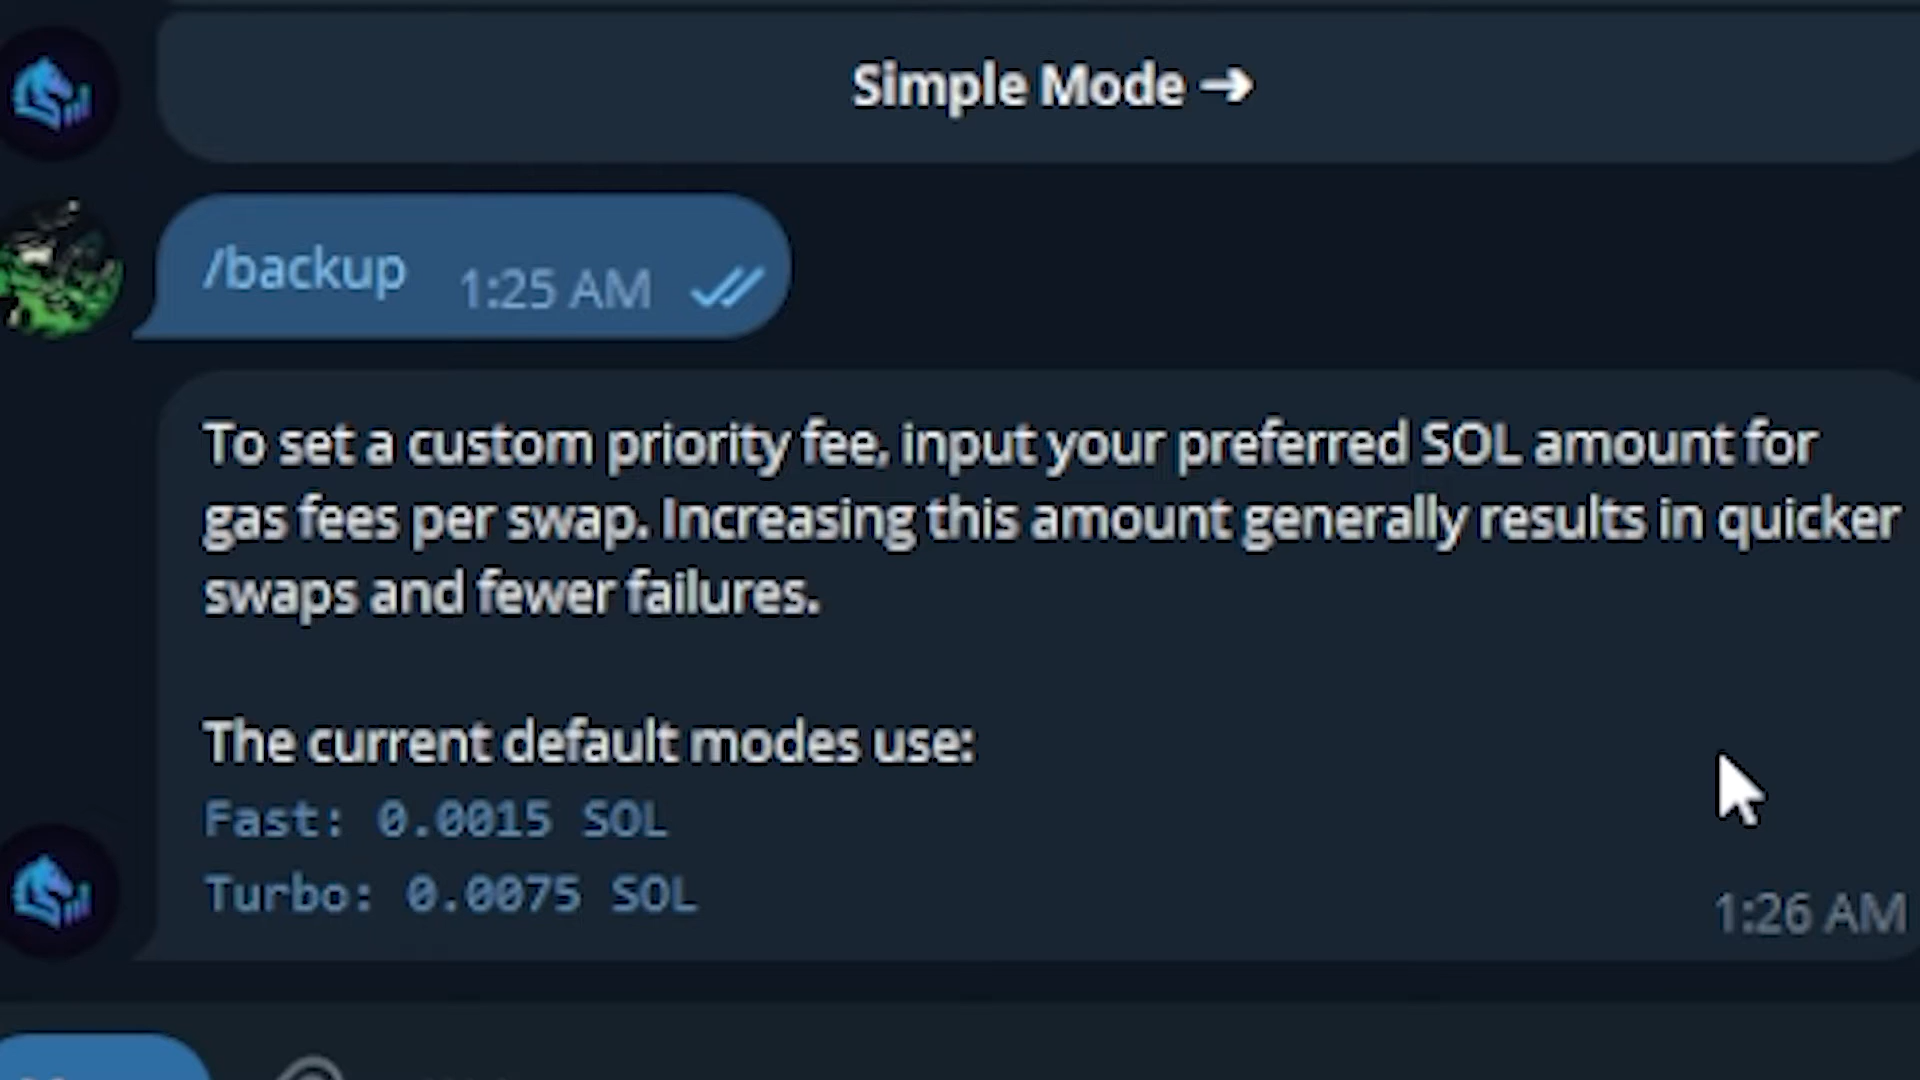 Simple Mode ➔
/backup 1:25 AM
To set a custom priority fee, input your preferred SOL amount for
gas fees per swap. Increasing this amount generally results in quicker
swaps and fewer failures.
The current default modes use:
Fast: 0.0015 SOL
Turbo: 0.0075 SOL
1:26 AM